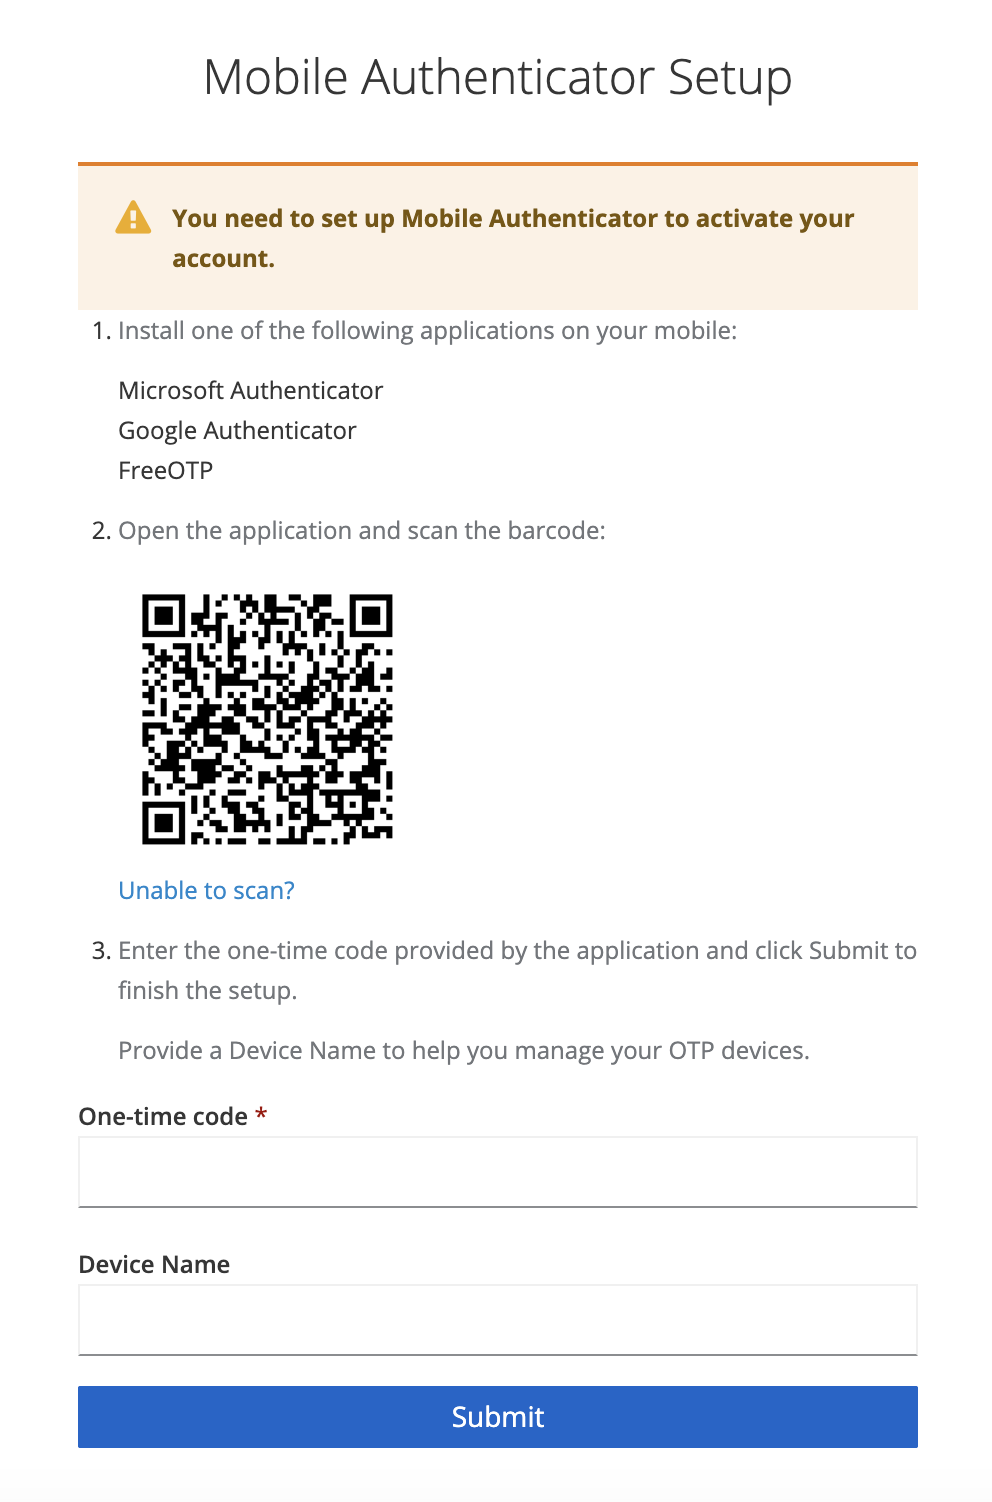 Mobile Authenticator Setup
You need to set up Mobile Authenticator to activate your
account.
1. Install one of the following applications on your mobile:
Microsoft Authenticator
Google Authenticator
FreeOTP
2. Open the application and scan the barcode:
Unable to scan?
3. Enter the one-time code provided by the application and click Submit to
finish the setup.
Provide a Device Name to help you manage your OTP devices.
One-time code *
Device Name
Submit